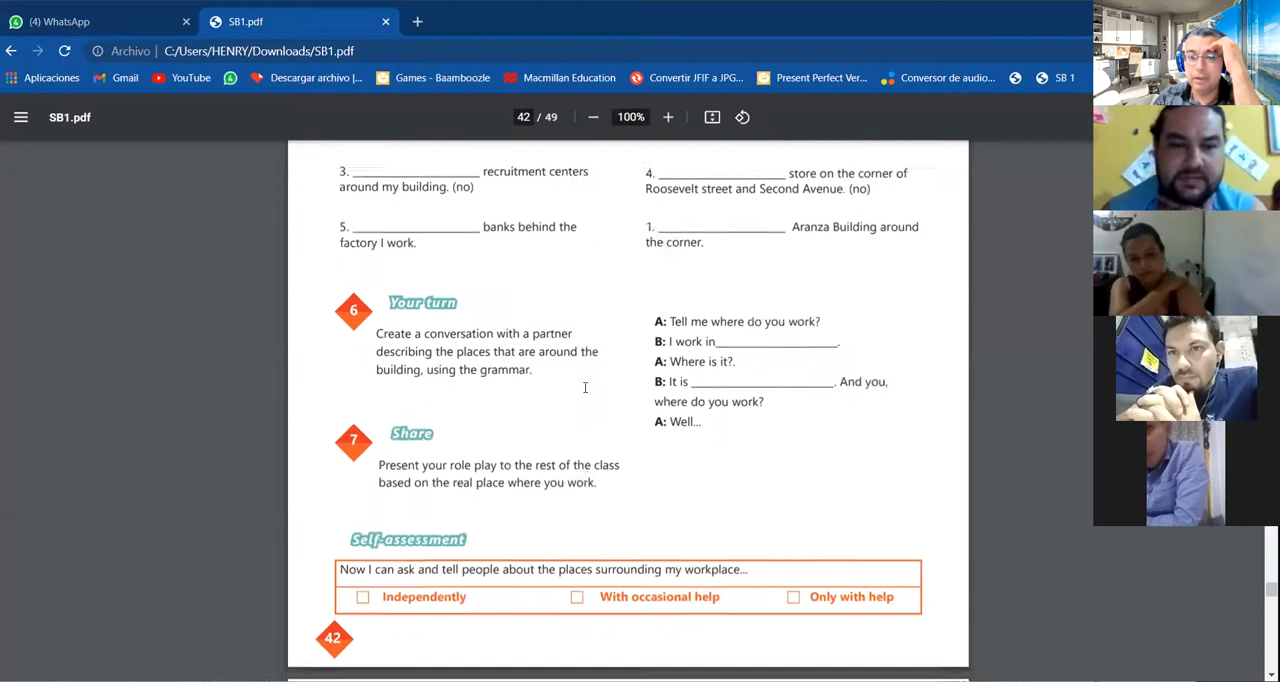 (4) WhatsApp
SB1.pdf
Archivo
C:/Users/HENRY/Downloads/SB1.pdf
Aplicaciones
Gmail
YouTube
Descargar archivo |...
Games - Baamboozle
Macmillan Education
Convertir JFIF a JPG...
Present Perfect Ver...
Conversor de audio...
SB 1
SB1.pdf
42 / 49
100%
3. ____________________ recruitment centers
around my building. (no)
4. ____________________ store on the corner of
Roosevelt street and Second Avenue. (no)
5. ____________________ banks behind the
factory I work.
1. ____________________ Aranza Building around
the corner.
6
Your turn
Create a conversation with a partner
describing the places that are around the
building, using the grammar.
A: Tell me where do you work?
B: I work in____________________.
A: Where is it?.
B: It is _______________________. And you,
where do you work?
A: Well...
7
Share
Present your role play to the rest of the class
based on the real place where you work.
Self-assessment
Now I can ask and tell people about the places surrounding my workplace...
Independently
With occasional help
Only with help
42